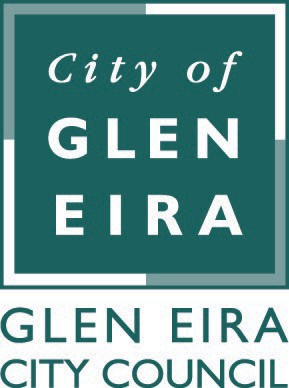 City of
GLEN
EIRA
GLEN EIRA
CITY COUNCIL